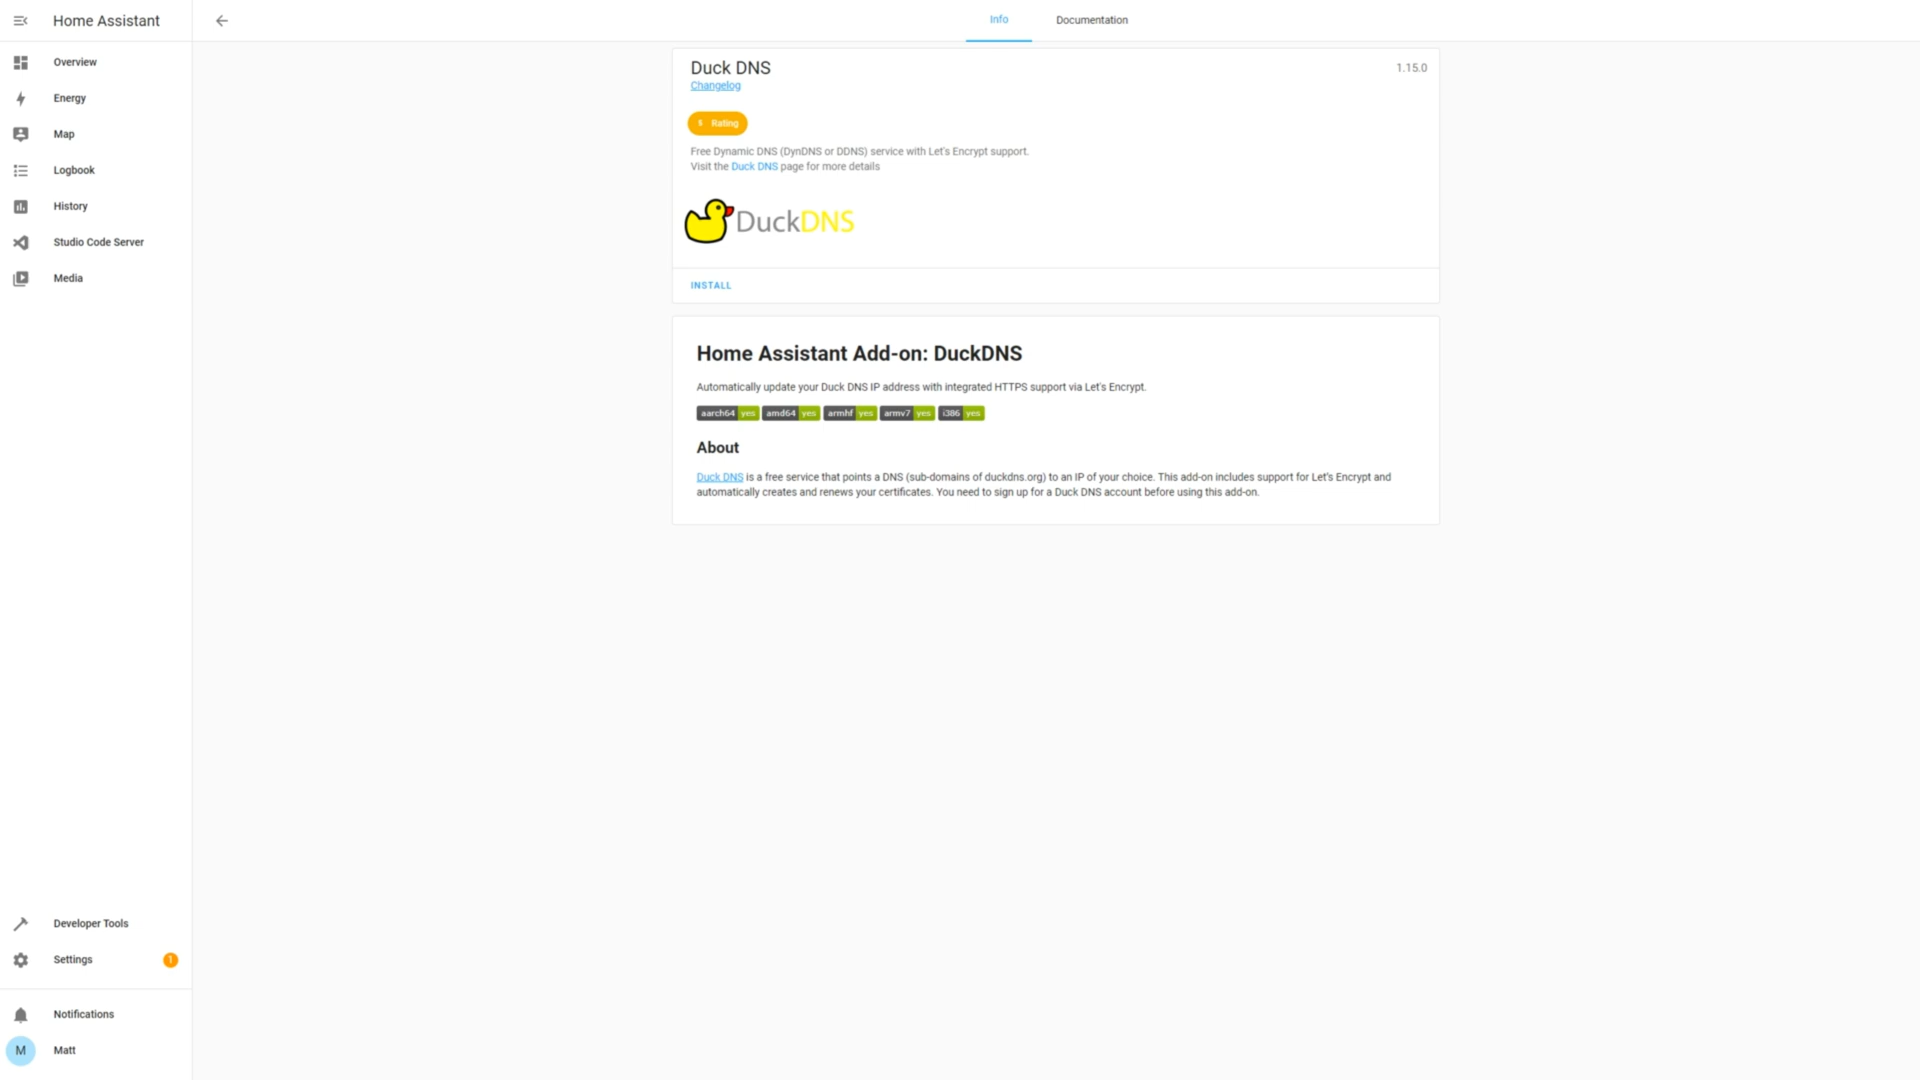 Home Assistant
Info
Documentation
Overview
Energy
Map
Logbook
History
Studio Code Server
Media
Developer Tools
Settings
1
Notifications
M
Matt
Duck DNS
1.15.0
Changelog
Rating
Free Dynamic DNS (DynDNS or DDNS) service with Let's Encrypt support.
Visit the Duck DNS page for more details
DuckDNS
INSTALL
Home Assistant Add-on: DuckDNS
Automatically update your Duck DNS IP address with integrated HTTPS support via Let's Encrypt.
aarch64 yes amd64 yes armhf yes armv7 yes i386 yes
About
Duck DNS is a free service that points a DNS (sub-domains of duckdns.org) to an IP of your choice. This add-on includes support for Let's Encrypt and
automatically creates and renews your certificates. You need to sign up for a Duck DNS account before using this add-on.